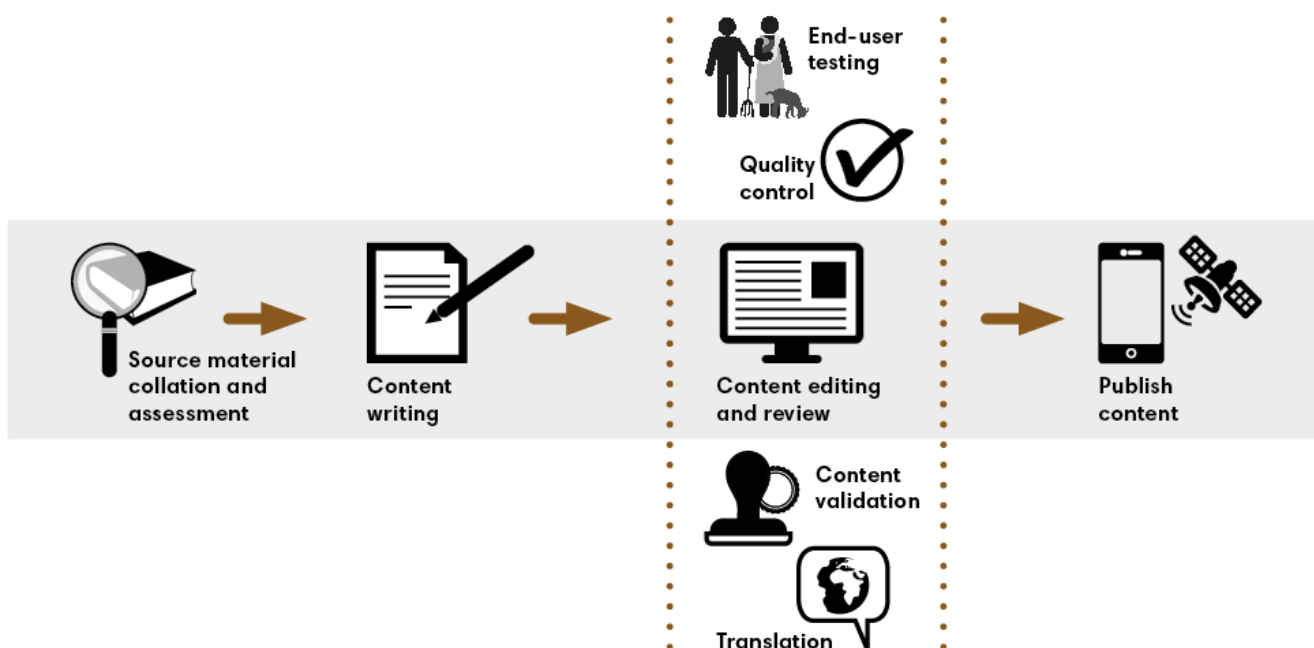 End-user
testing
Quality
control
Source material
collation and
assessment
Content
writing
Content editing
and review
Publish
content
Content
validation
Translation